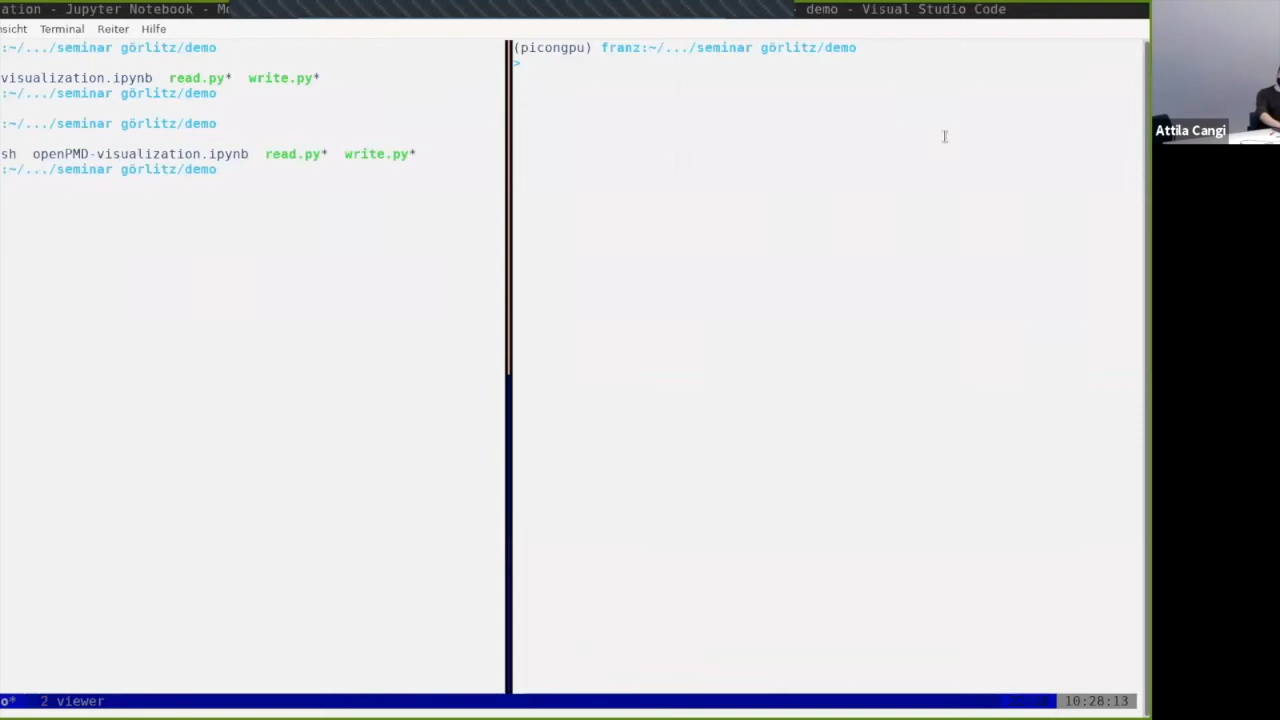 ation - Jupyter Notebook - Mo
demo - Visual Studio Code
nsicht Terminal Reiter Hilfe
:~/.../seminar görlitz/demo
visualization.ipynb read.py* write.py*
:~/.../seminar görlitz/demo
:~/.../seminar görlitz/demo
sh openPMD-visualization.ipynb read.py* write.py*
:~/.../seminar görlitz/demo
(picongpu) franz:~/.../seminar görlitz/demo
>
Attila Cangi
o* 2 viewer
10:28:13